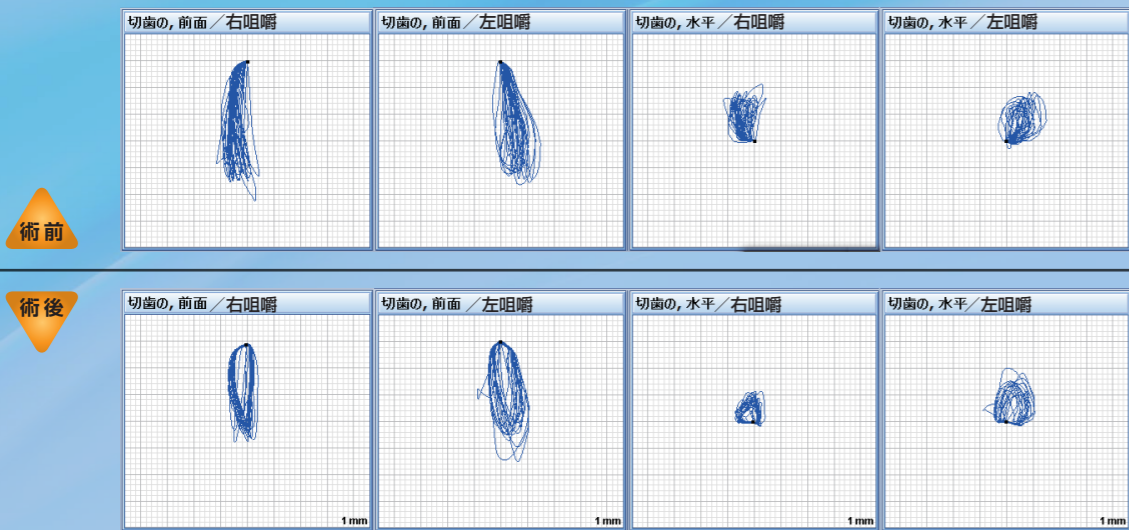 切歯の, 前面／右咀嚼
切歯の, 前面／左咀嚼
切歯の, 水平／右咀嚼
切歯の, 水平／左咀嚼
術前
術後
切歯の, 前面／右咀嚼
切歯の, 前面／左咀嚼
切歯の, 水平／右咀嚼
切歯の, 水平／左咀嚼
1 mm
1 mm
1 mm
1 mm